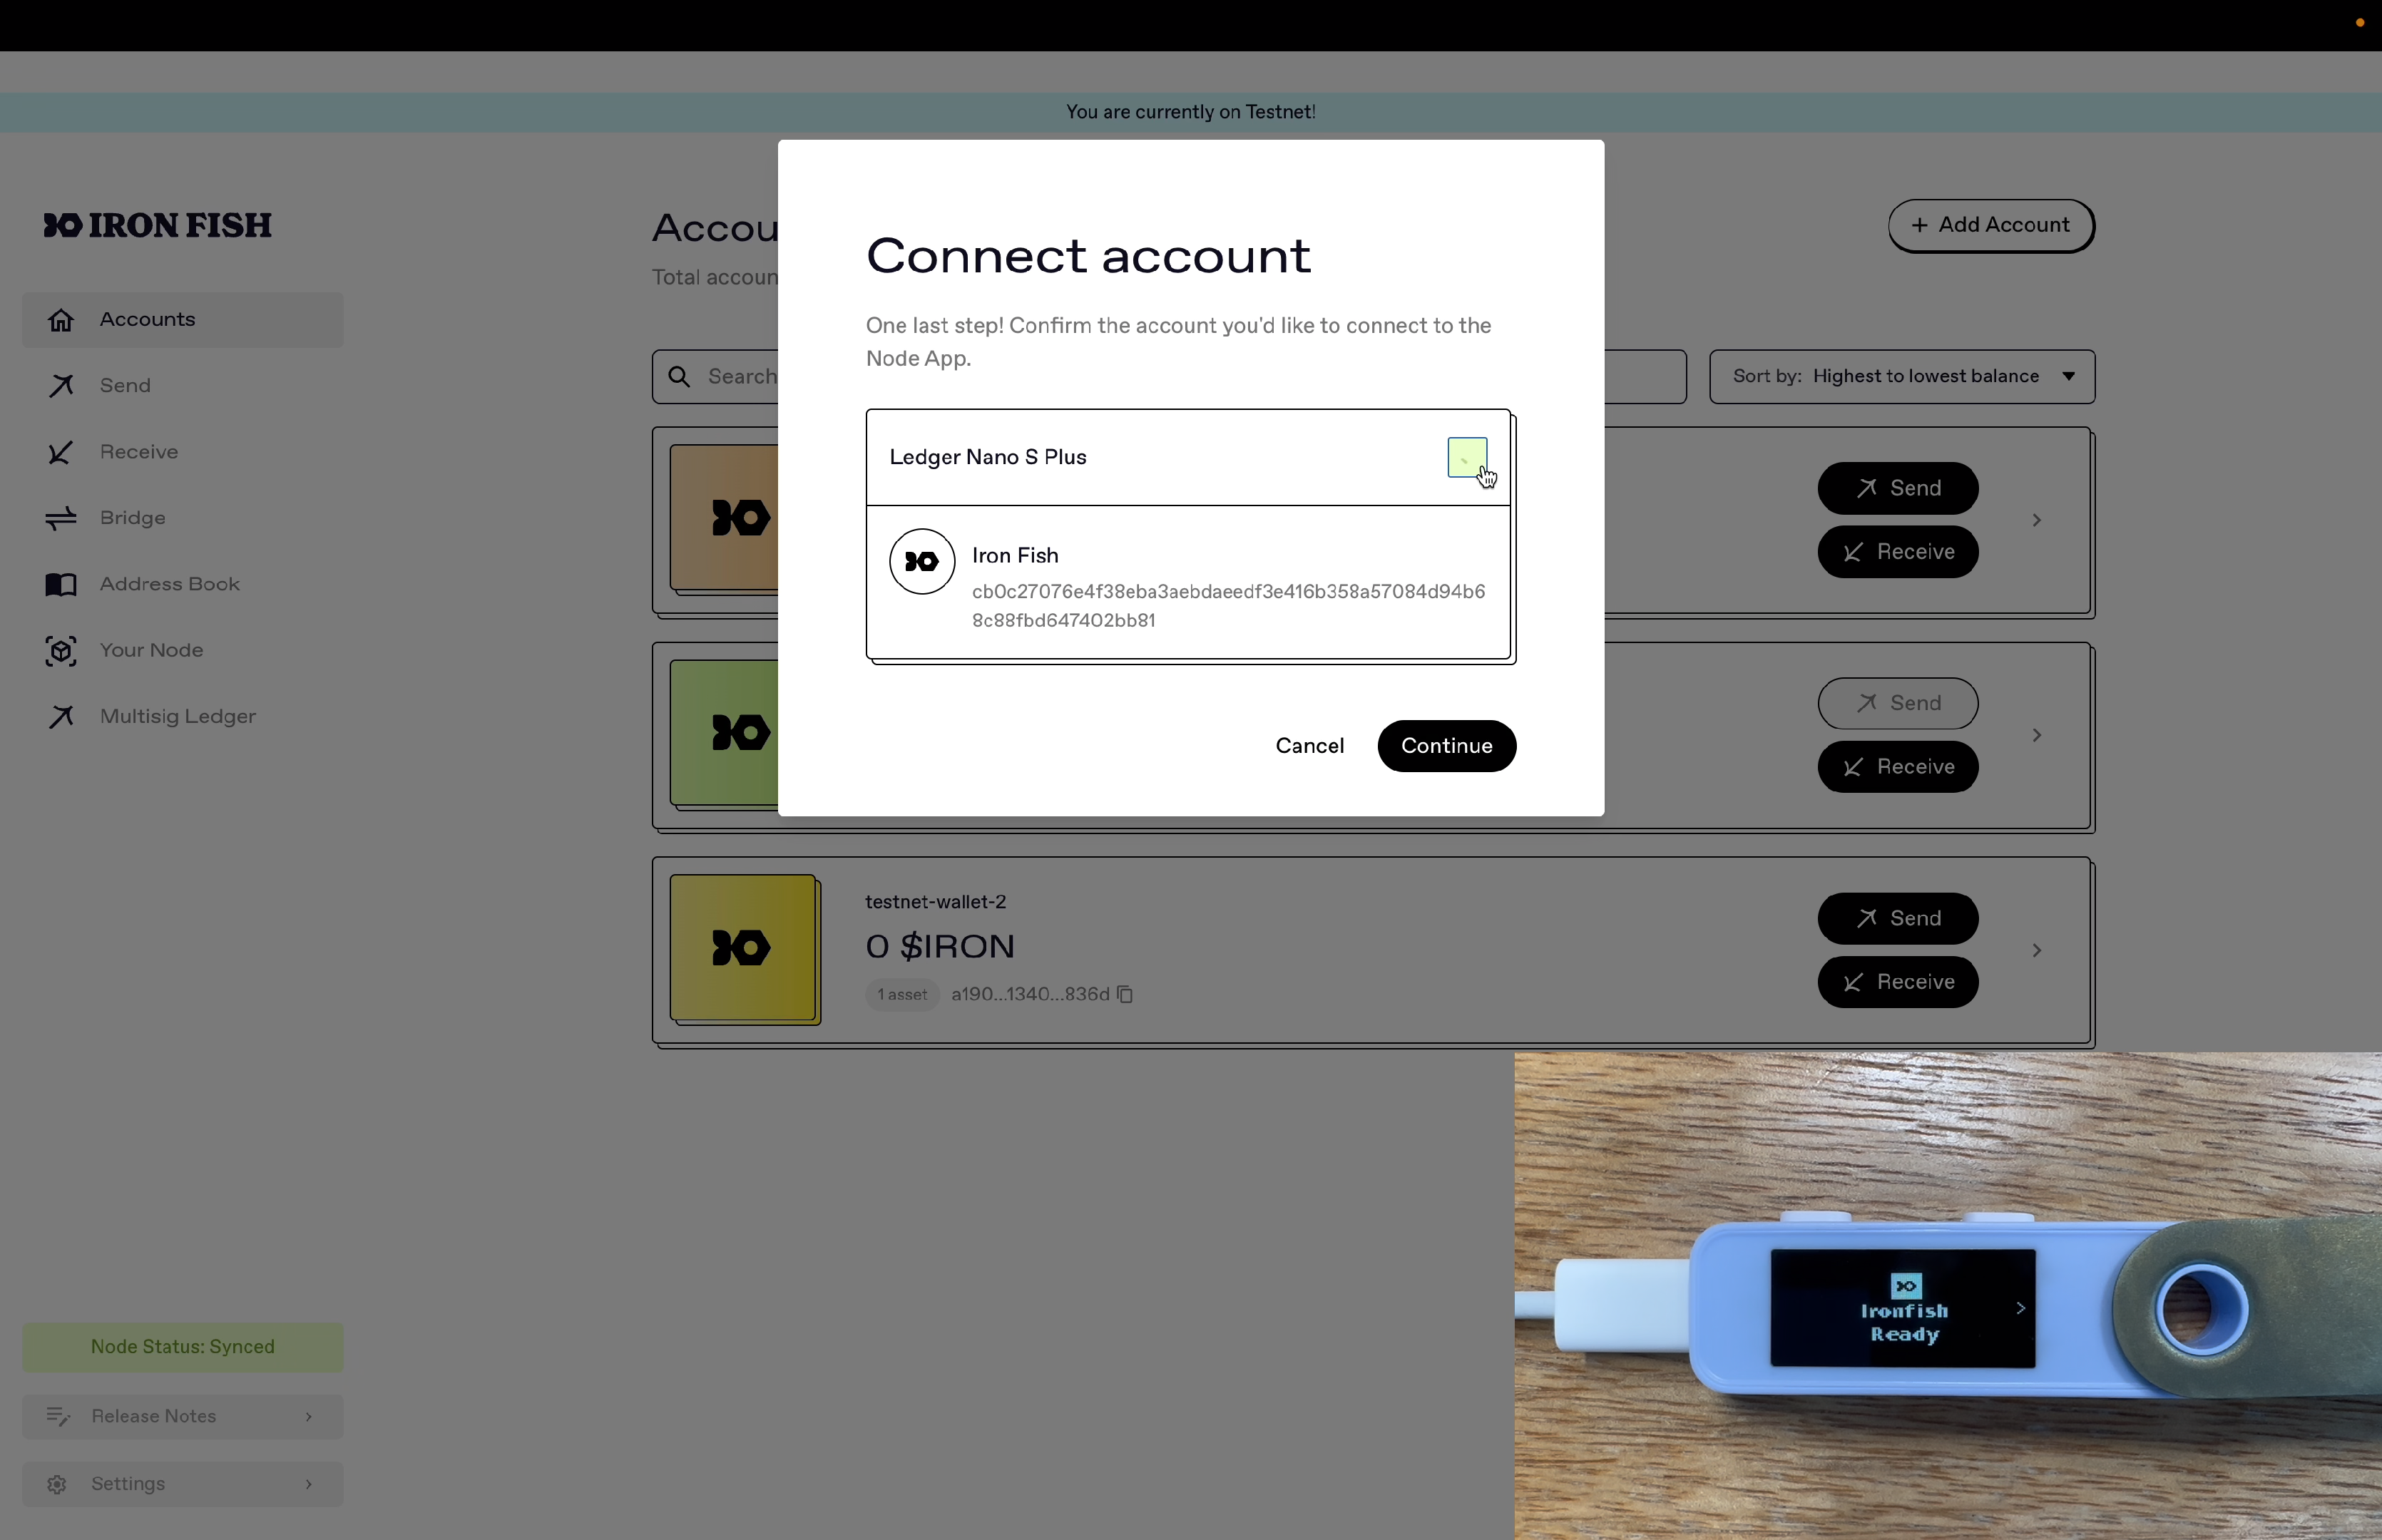 You are currently on Testnet!
IRON FISH
Accounts
Send
Receive
Bridge
Address Book
Your Node
Multisig Ledger
Node Status: Synced
Release Notes
Settings
Accou
Total accoun
+ Add Account
Search
Sort by: Highest to lowest balance
Connect account
One last step! Confirm the account you'd like to connect to the
Node App.
Ledger Nano S Plus
Iron Fish
cb0c27076e4f38eba3aebdaeedf3e416b358a57084d94b6
8c88fbd647402bb81
Cancel
Continue
Send
Receive
Send
Receive
testnet-wallet-2
0 $IRON
1 asset a190...1340...836d
Send
Receive
Ironfish
Ready